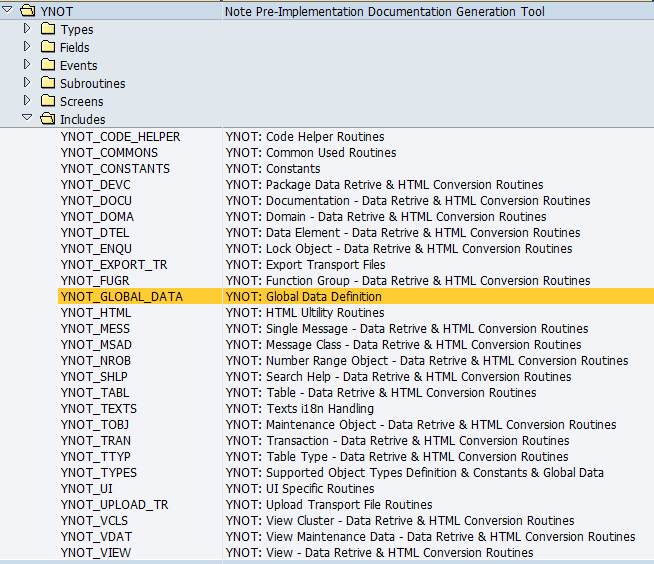 YNOT Note Pre-Implementation Documentation Generation Tool
Types
Fields
Events
Subroutines
Screens
Includes
YNOT_CODE_HELPER YNOT: Code Helper Routines
YNOT_COMMONS YNOT: Common Used Routines
YNOT_CONSTANTS YNOT: Constants
YNOT_DEVC YNOT: Package Data Retrive & HTML Conversion Routines
YNOT_DOCU YNOT: Documentation - Data Retrive & HTML Conversion Routines
YNOT_DOMA YNOT: Domain - Data Retrive & HTML Conversion Routines
YNOT_DTEL YNOT: Data Element - Data Retrive & HTML Conversion Routines
YNOT_ENQU YNOT: Lock Object - Data Retrive & HTML Conversion Routines
YNOT_EXPORT_TR YNOT: Export Transport Files
YNOT_FUGR YNOT: Function Group - Data Retrive & HTML Conversion Routines
YNOT_GLOBAL_DATA YNOT: Global Data Definition
YNOT_HTML YNOT: HTML Ultility Routines
YNOT_MESS YNOT: Single Message - Data Retrive & HTML Conversion Routines
YNOT_MSAD YNOT: Message Class - Data Retrive & HTML Conversion Routines
YNOT_NROB YNOT: Number Range Object - Data Retrive & HTML Conversion Routines
YNOT_SHLP YNOT: Search Help - Data Retrive & HTML Conversion Routines
YNOT_TABL YNOT: Table - Data Retrive & HTML Conversion Routines
YNOT_TEXTS YNOT: Texts i18n Handling
YNOT_TOBJ YNOT: Maintenance Object - Data Retrive & HTML Conversion Routines
YNOT_TRAN YNOT: Transaction - Data Retrive & HTML Conversion Routines
YNOT_TTYP YNOT: Table Type - Data Retrive & HTML Conversion Routines
YNOT_TYPES YNOT: Supported Object Types Definition & Constants & Global Data
YNOT_UI YNOT: UI Specific Routines
YNOT_UPLOAD_TR YNOT: Upload Transport File Routines
YNOT_VCLS YNOT: View Cluster - Data Retrive & HTML Conversion Routines
YNOT_VDAT YNOT: View Maintenance Data - Data Retrive & HTML Conversion Routines
YNOT_VIEW YNOT: View - Data Retrive & HTML Conversion Routines